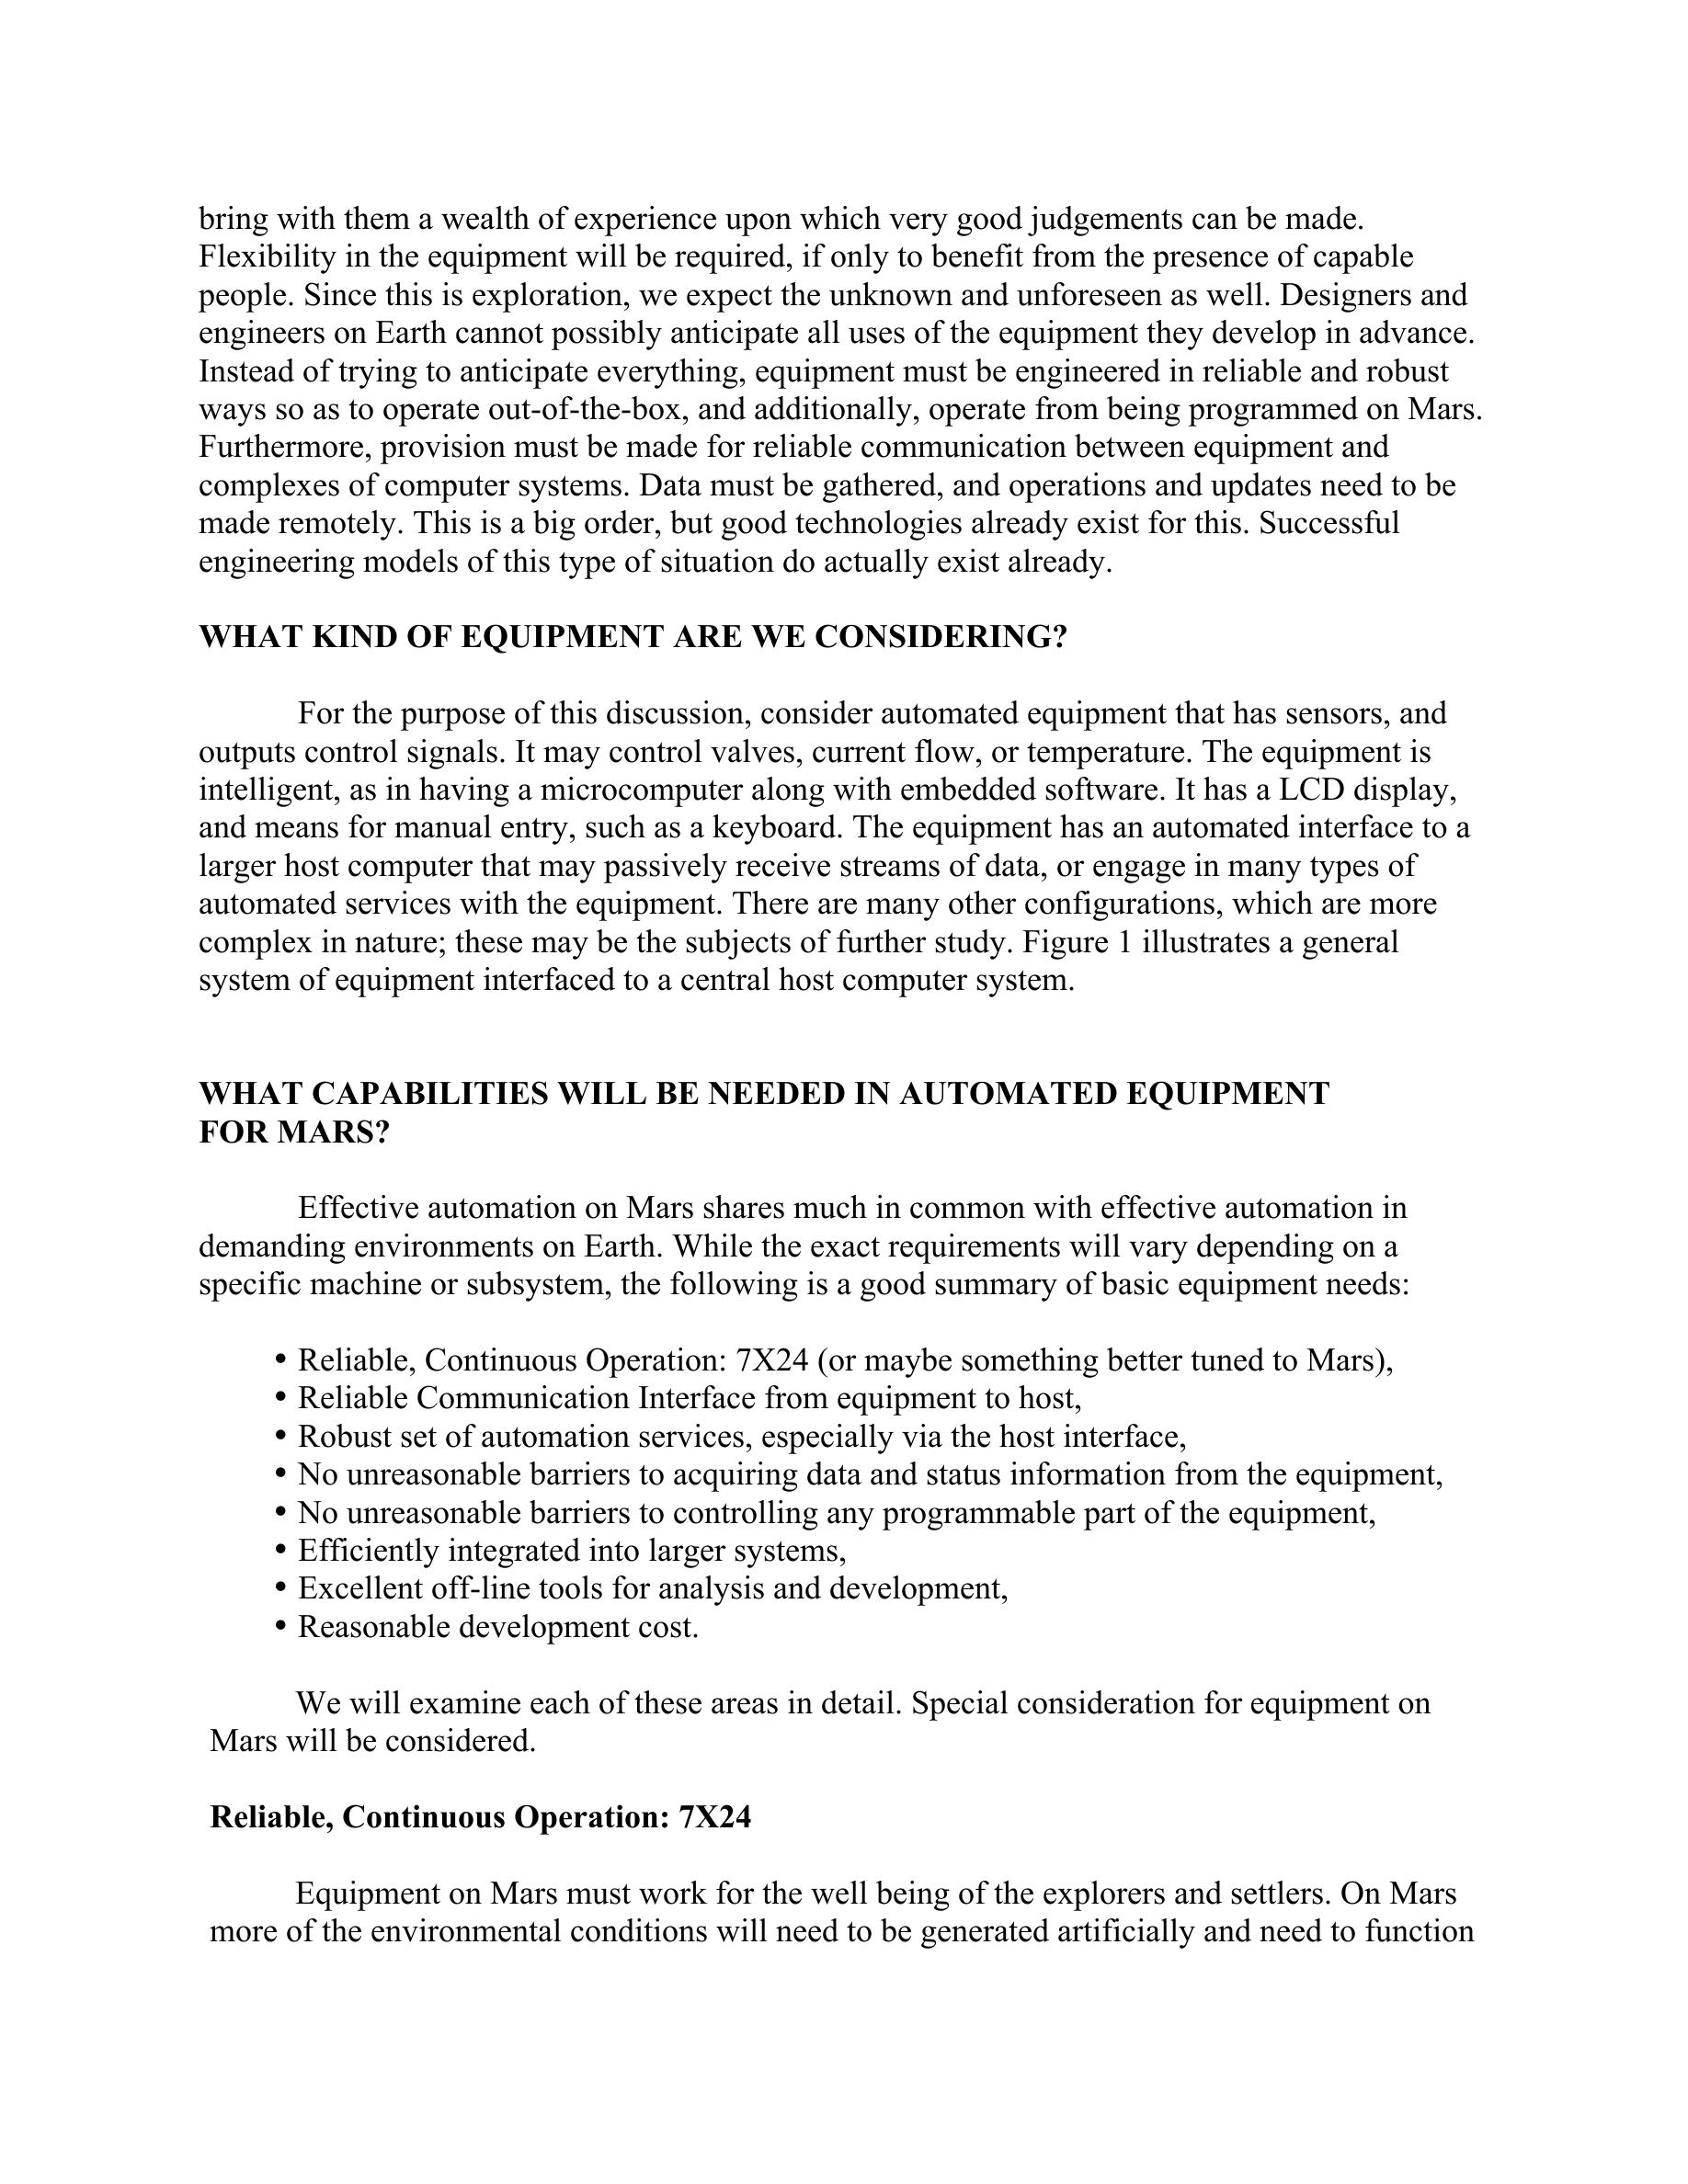 bring with them a wealth of experience upon which very good judgements can be made.
Flexibility in the equipment will be required, if only to benefit from the presence of capable
people. Since this is exploration, we expect the unknown and unforeseen as well. Designers and
engineers on Earth cannot possibly anticipate all uses of the equipment they develop in advance.
Instead of trying to anticipate everything, equipment must be engineered in reliable and robust
ways so as to operate out-of-the-box, and additionally, operate from being programmed on Mars.
Furthermore, provision must be made for reliable communication between equipment and
complexes of computer systems. Data must be gathered, and operations and updates need to be
made remotely. This is a big order, but good technologies already exist for this. Successful
engineering models of this type of situation do actually exist already.
WHAT KIND OF EQUIPMENT ARE WE CONSIDERING?
For the purpose of this discussion, consider automated equipment that has sensors, and
outputs control signals. It may control valves, current flow, or temperature. The equipment is
intelligent, as in having a microcomputer along with embedded software. It has a LCD display,
and means for manual entry, such as a keyboard. The equipment has an automated interface to a
larger host computer that may passively receive streams of data, or engage in many types of
automated services with the equipment. There are many other configurations, which are more
complex in nature; these may be the subjects of further study. Figure 1 illustrates a general
system of equipment interfaced to a central host computer system.
WHAT CAPABILITIES WILL BE NEEDED IN AUTOMATED EQUIPMENT
FOR MARS?
Effective automation on Mars shares much in common with effective automation in
demanding environments on Earth. While the exact requirements will vary depending on a
specific machine or subsystem, the following is a good summary of basic equipment needs:
• Reliable, Continuous Operation: 7X24 (or maybe something better tuned to Mars),
• Reliable Communication Interface from equipment to host,
• Robust set of automation services, especially via the host interface,
• No unreasonable barriers to acquiring data and status information from the equipment,
• No unreasonable barriers to controlling any programmable part of the equipment,
• Efficiently integrated into larger systems,
• Excellent off-line tools for analysis and development,
• Reasonable development cost.
We will examine each of these areas in detail. Special consideration for equipment on
Mars will be considered.
Reliable, Continuous Operation: 7X24
Equipment on Mars must work for the well being of the explorers and settlers. On Mars
more of the environmental conditions will need to be generated artificially and need to function